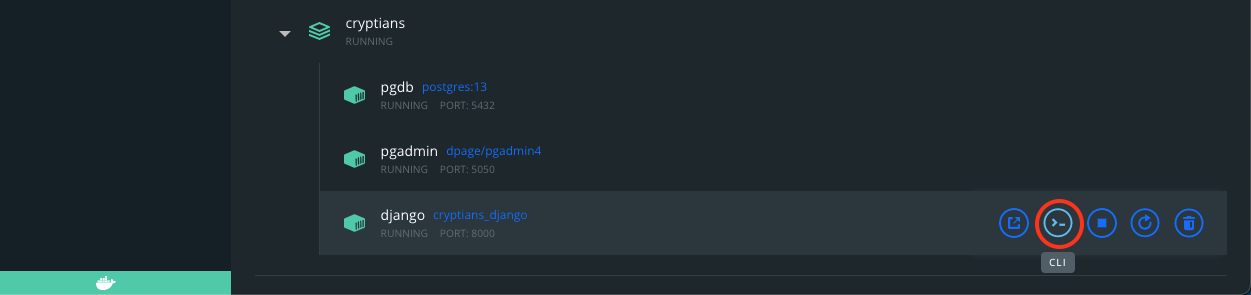 cryptians
RUNNING
pgdb postgres:13
RUNNING PORT: 5432
pgadmin dpage/pgadmin4
RUNNING PORT: 5050
django cryptians_django
RUNNING PORT: 8000
CLI